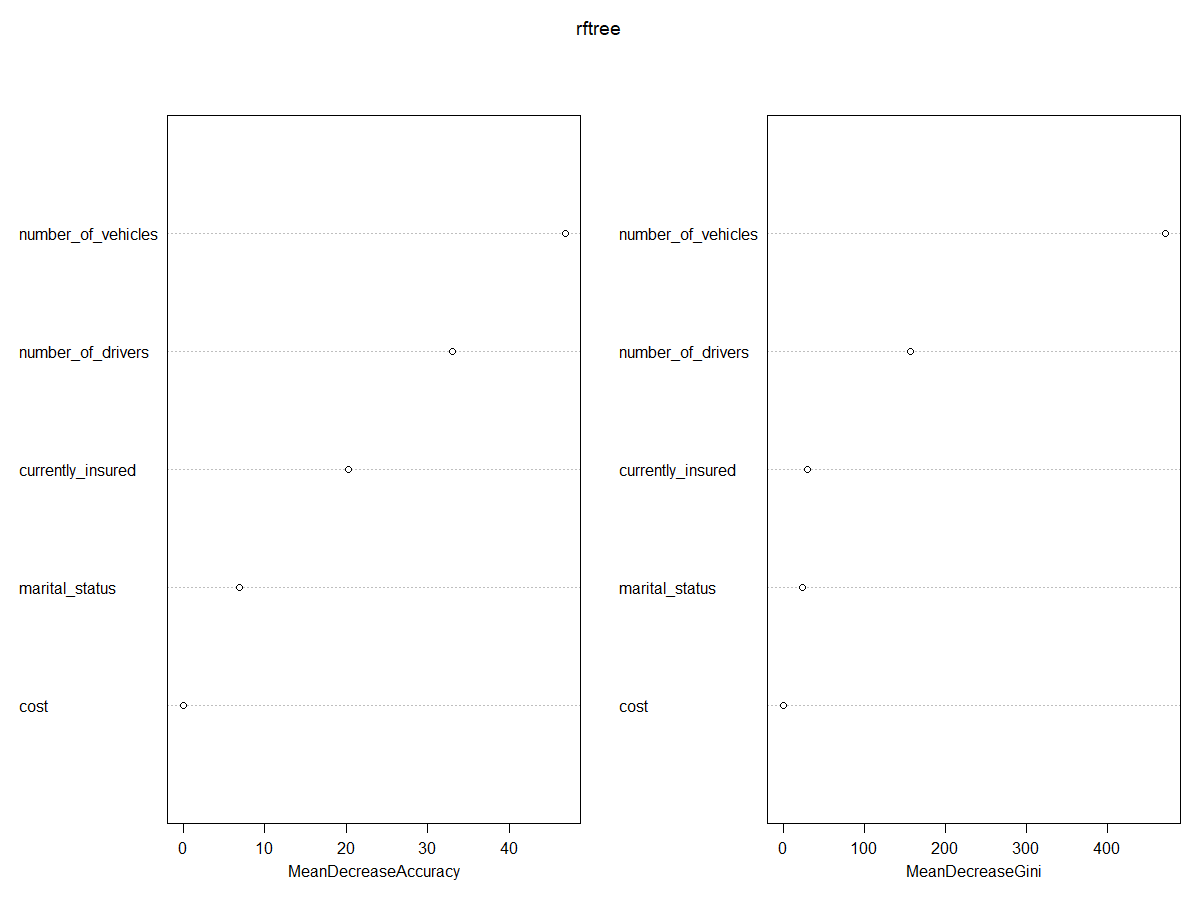 rftree
number_of_vehicles
number_of_drivers
currently_insured
marital_status
cost
0 10 20 30 40
MeanDecreaseAccuracy
number_of_vehicles
number_of_drivers
currently_insured
marital_status
cost
0 100 200 300 400
MeanDecreaseGini